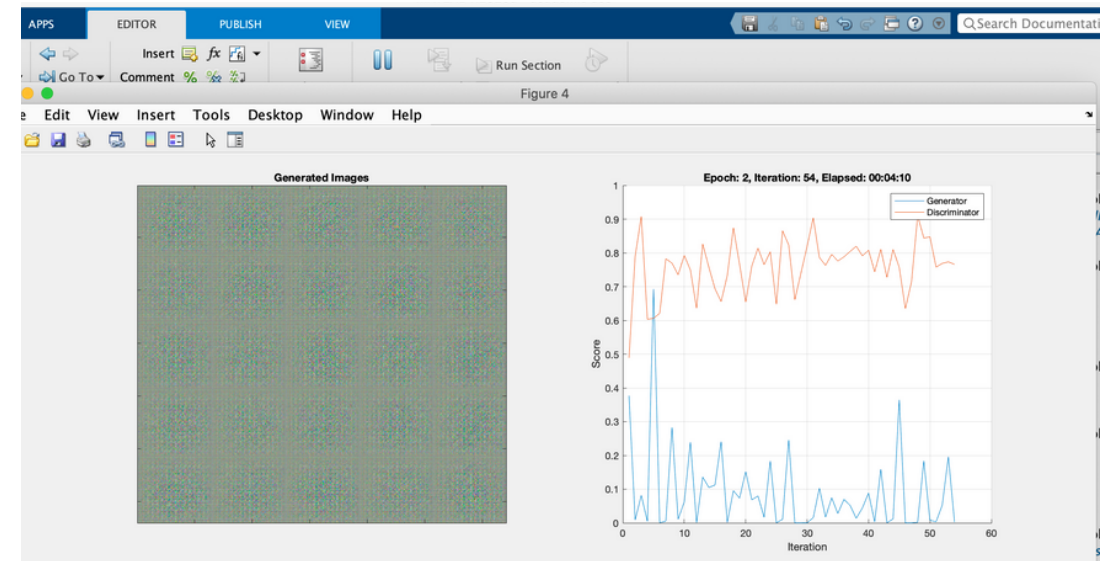 APPS EDITOR PUBLISH VIEW Search Documentati
Insert fx
Go To Comment % Run Section
Figure 4
e Edit View Insert Tools Desktop Window Help
Generated Images
Epoch: 2, Iteration: 54, Elapsed: 00:04:10
Generator
Discriminator
1
0.9
0.8
0.7
0.6
0.5
0.4
0.3
0.2
0.1
0
Score
0 10 20 30 40 50 60
Iteration